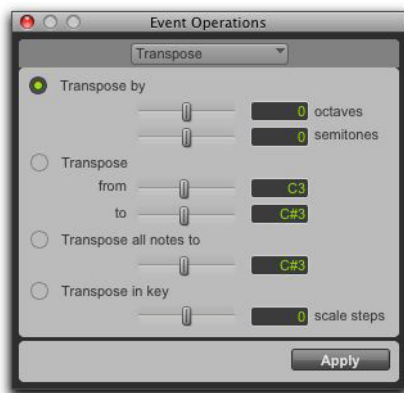 Event Operations
Transpose
Transpose by
0 octaves
0 semitones
Transpose
from C3
to C#3
Transpose all notes to
C#3
Transpose in key
0 scale steps
Apply